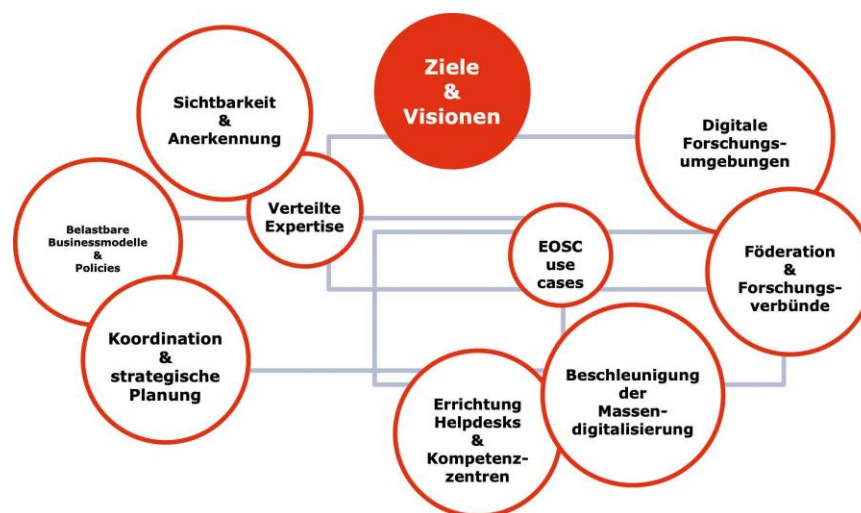 Ziele
&
Visionen
Sichtbarkeit
&
Anerkennung
Digitale
Forschungs-
umgebungen
Verteilte
Expertise
Belastbare
Businessmodelle
& Policies
EOSC
use
cases
Föderation
&
Forschungs-
verbünde
Koordination
&
strategische
Planung
Beschleunigung
der
Massen-
digitalisierung
Errichtung
Helpdesks
&
Kompetenz-
zentren